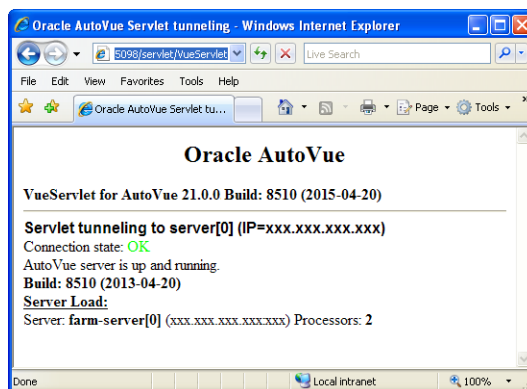 Oracle AutoVue Servlet tunneling - Windows Internet Explorer
5098/servlet/VueServlet
Live Search
File Edit View Favorites Tools Help
Oracle AutoVue Servlet tu...
Page Tools
Oracle AutoVue
VueServlet for AutoVue 21.0.0 Build: 8510 (2015-04-20)
Servlet tunneling to server[0] (IP=xxx.xxx.xxx.xxx)
Connection state: OK
AutoVue server is up and running.
Build: 8510 (2013-04-20)
Server Load:
Server: farm-server[0] (xxx.xxx.xxx.xxx:xxx) Processors: 2
Done Local intranet 100%